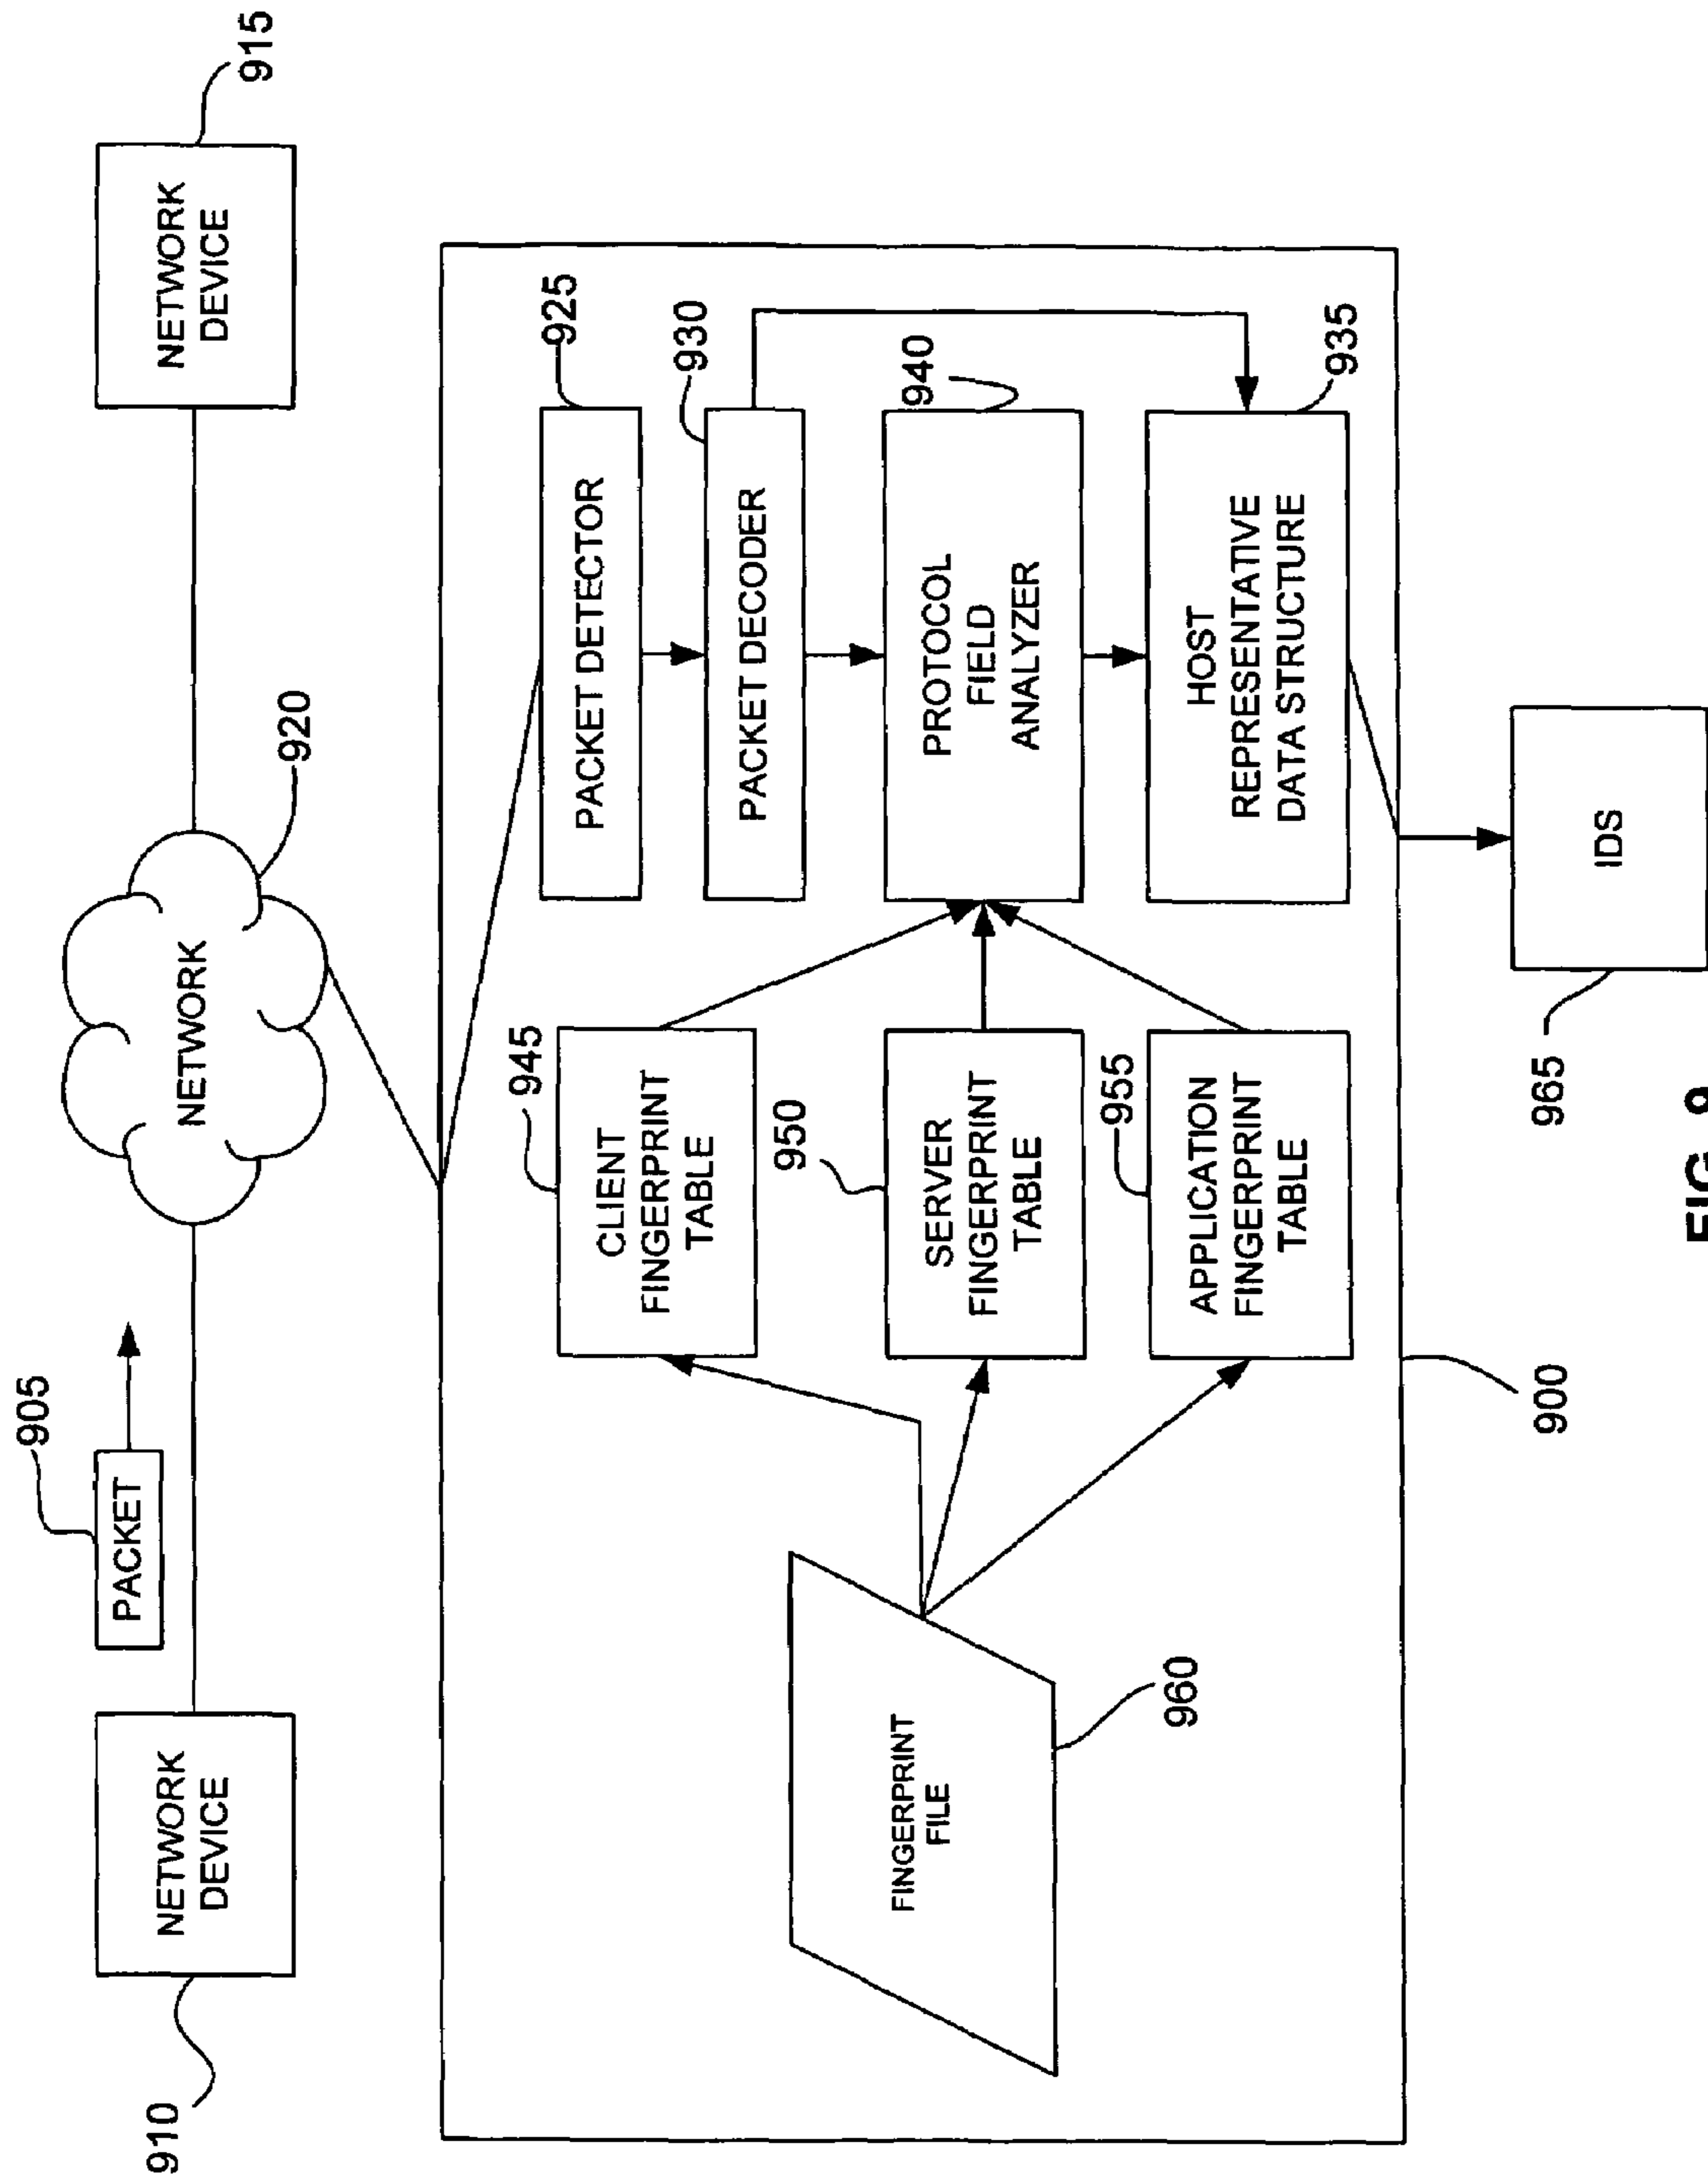 905
PACKET
910
NETWORK
DEVICE
NETWORK
920
NETWORK
DEVICE
915
FINGERPRINT
FILE
960
945
CLIENT
FINGERPRINT
TABLE
950
SERVER
FINGERPRINT
TABLE
955
APPLICATION
FINGERPRINT
TABLE
PACKET DETECTOR
925
PACKET DECODER
930
PROTOCOL
FIELD
ANALYZER
940
HOST
REPRESENTATIVE
DATA STRUCTURE
935
900
IDS
965
FIG. 9